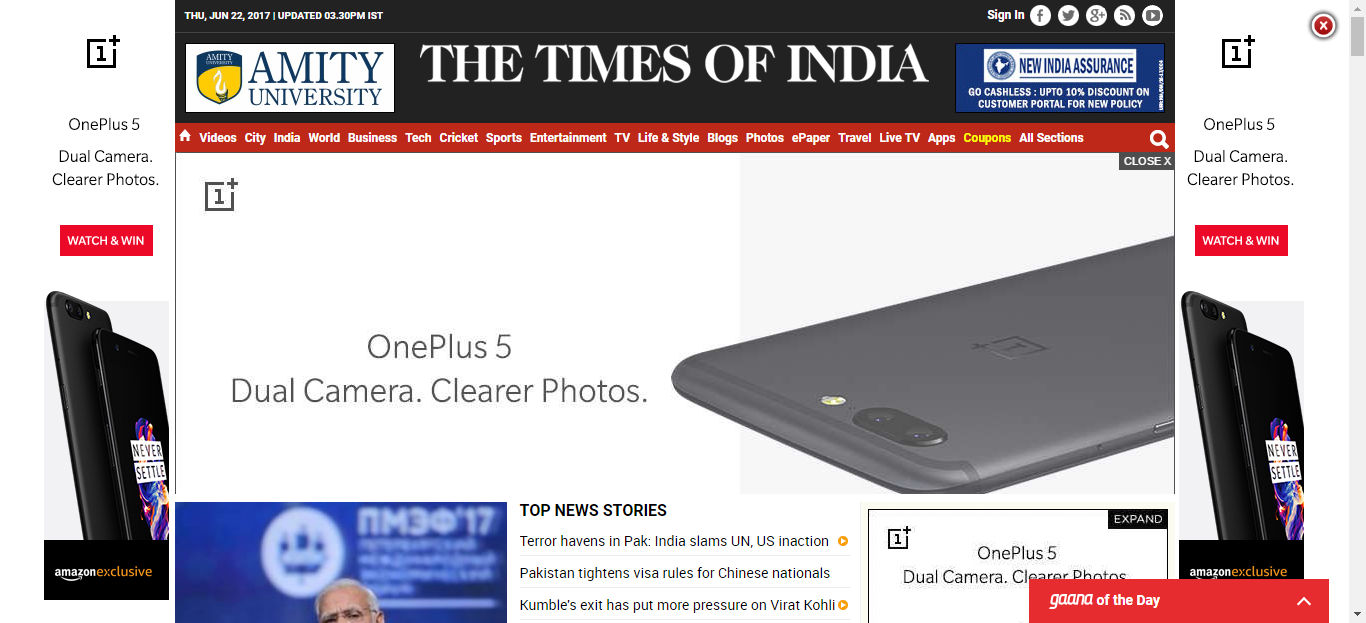 THU, JUN 22, 2017 | UPDATED 03.30PM IST
Sign In
AMITY UNIVERSITY
AMITY
UNIVERSITY
THE TIMES OF INDIA
NEW INDIA ASSURANCE
GO CASHLESS : UPTO 10% DISCOUNT ON
CUSTOMER PORTAL FOR NEW POLICY
Videos City India World Business Tech Cricket Sports Entertainment TV Life & Style Blogs Photos ePaper Travel Live TV Apps Coupons All Sections
CLOSE X
OnePlus 5
Dual Camera.
Clearer Photos.
WATCH & WIN
NEVER
SETTLE
amazonexclusive
OnePlus 5
Dual Camera. Clearer Photos.
OnePlus 5
Dual Camera.
Clearer Photos.
WATCH & WIN
NEVER
SETTLE
amazonexclusive
ПМЭФ'17
TOP NEWS STORIES
Terror havens in Pak: India slams UN, US inaction
Pakistan tightens visa rules for Chinese nationals
Kumble's exit has put more pressure on Virat Kohli
EXPAND
OnePlus 5
Dual Camera. Clearer Photos.
gaana of the Day